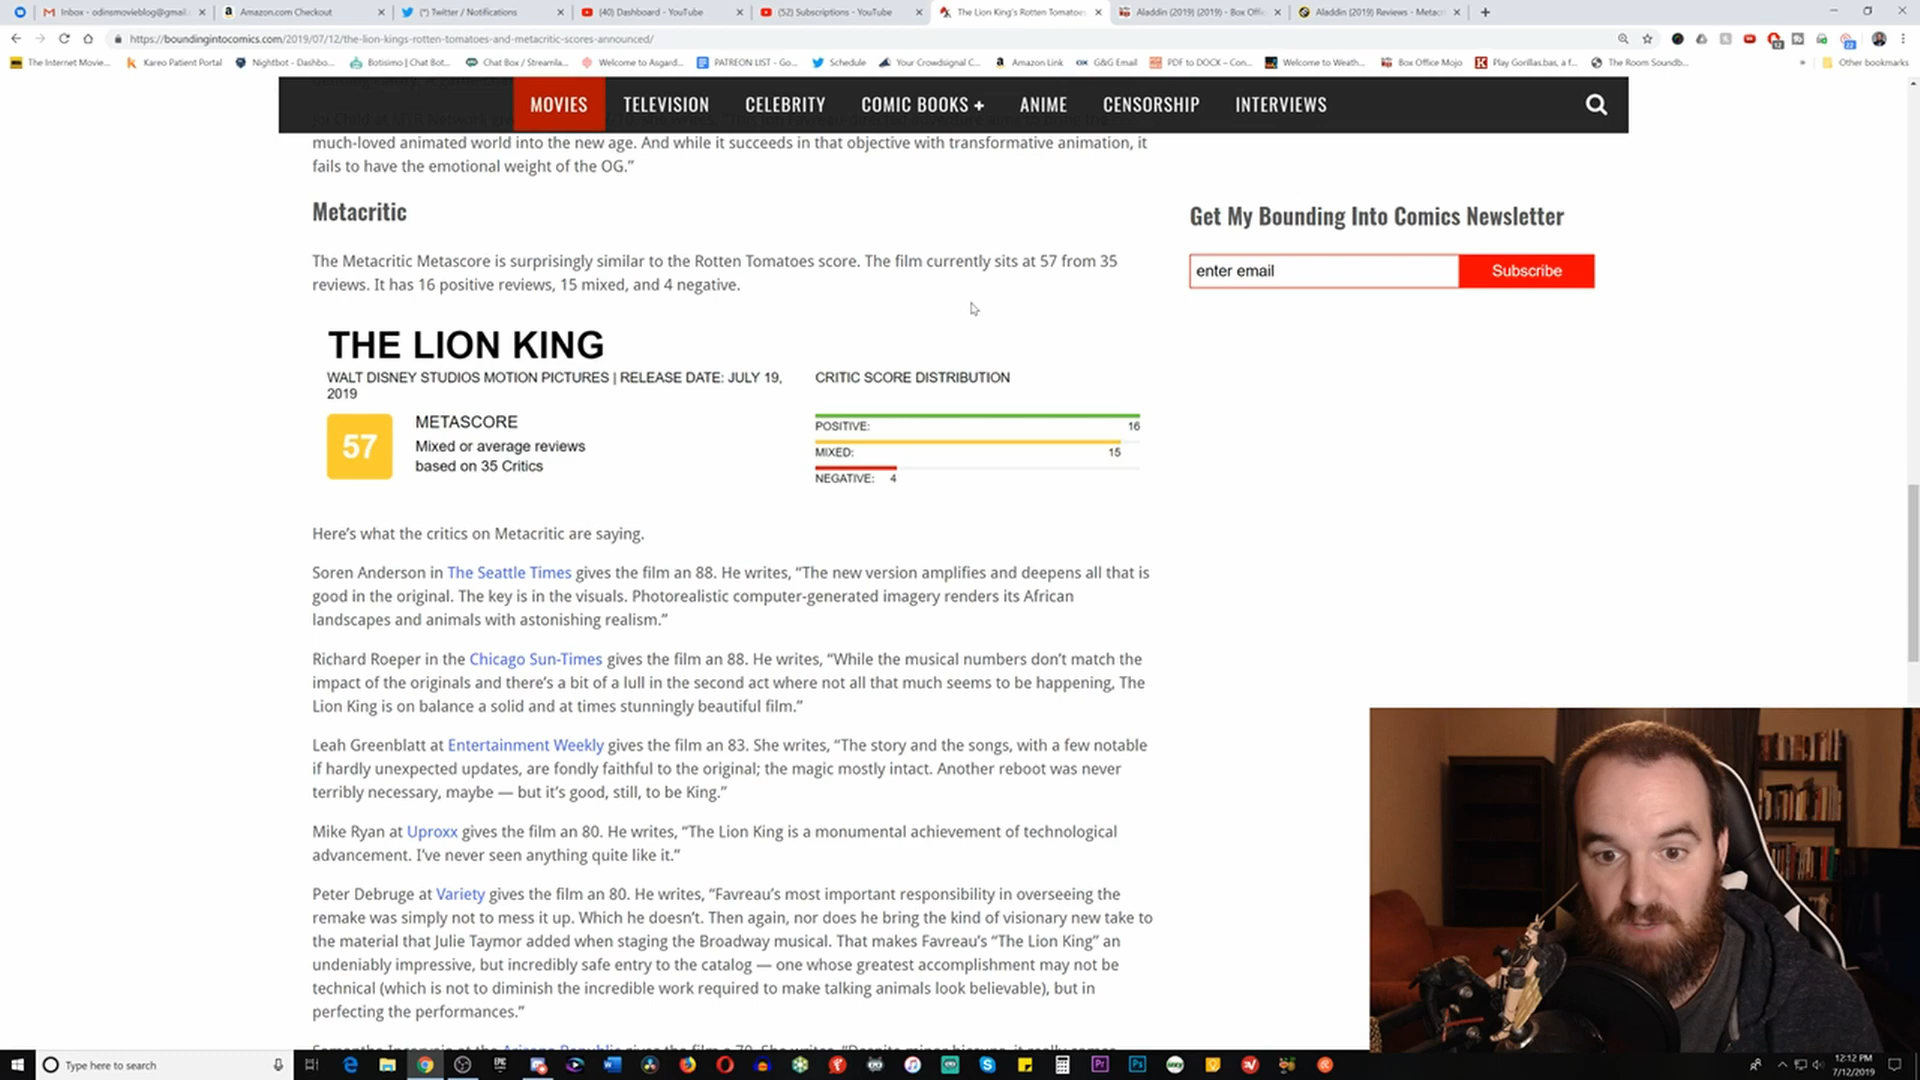 Inbox - odinsmovieblog@gmail.
Amazon.com Checkout
(*) Twitter / Notifications
(40) Dashboard - YouTube
(52) Subscriptions - YouTube
The Lion King's Rotten Tomatoes
Aladdin (2019) (2019) - Box Offi
Aladdin (2019) Reviews - Metac
https://boundingintocomics.com/2019/07/12/the-lion-kings-rotten-tomatoes-and-metacritic-scores-announced/
The Internet Movie...
Kareo Patient Portal
Nightbot - Dashbo...
Botisimo | Chat Bot...
Chat Box / Streamla...
Welcome to Asgard...
PATREON LIST - Go...
Schedule
Your Crowdsignal C...
Amazon Link
G&G Email
PDF to DOCX – Con...
Welcome to Weath...
Box Office Mojo
Play Gorillas.bas, a f...
The Room Soundb...
Other bookmarks
MOVIES TELEVISION CELEBRITY COMIC BOOKS + ANIME CENSORSHIP INTERVIEWS
much-loved animated world into the new age. And while it succeeds in that objective with transformative animation, it
fails to have the emotional weight of the OG.”
Metacritic
The Metacritic Metascore is surprisingly similar to the Rotten Tomatoes score. The film currently sits at 57 from 35
reviews. It has 16 positive reviews, 15 mixed, and 4 negative.
THE LION KING
WALT DISNEY STUDIOS MOTION PICTURES | RELEASE DATE: JULY 19,
2019
57
METASCORE
Mixed or average reviews
based on 35 Critics
CRITIC SCORE DISTRIBUTION
POSITIVE: 16
MIXED: 15
NEGATIVE: 4
Here’s what the critics on Metacritic are saying.
Soren Anderson in The Seattle Times gives the film an 88. He writes, “The new version amplifies and deepens all that is
good in the original. The key is in the visuals. Photorealistic computer-generated imagery renders its African
landscapes and animals with astonishing realism.”
Richard Roeper in the Chicago Sun-Times gives the film an 88. He writes, “While the musical numbers don’t match the
impact of the originals and there’s a bit of a lull in the second act where not all that much seems to be happening, The
Lion King is on balance a solid and at times stunningly beautiful film.”
Leah Greenblatt at Entertainment Weekly gives the film an 83. She writes, “The story and the songs, with a few notable
if hardly unexpected updates, are fondly faithful to the original; the magic mostly intact. Another reboot was never
terribly necessary, maybe — but it’s good, still, to be King.”
Mike Ryan at Uproxx gives the film an 80. He writes, “The Lion King is a monumental achievement of technological
advancement. I’ve never seen anything quite like it.”
Peter Debruge at Variety gives the film an 80. He writes, “Favreau’s most important responsibility in overseeing the
remake was simply not to mess it up. Which he doesn’t. Then again, nor does he bring the kind of visionary new take to
the material that Julie Taymor added when staging the Broadway musical. That makes Favreau’s “The Lion King” an
undeniably impressive, but incredibly safe entry to the catalog — one whose greatest accomplishment may not be
technical (which is not to diminish the incredible work required to make talking animals look believable), but in
perfecting the performances.”
Get My Bounding Into Comics Newsletter
enter email
Subscribe
Type here to search
12:12 PM
7/12/2019